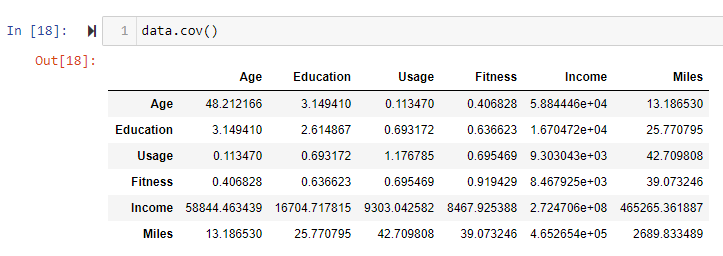 In [18]: 1 data.cov()
Out[18]:
Age Education Usage Fitness Income Miles
Age 48.212166 3.149410 0.113470 0.406828 5.884446e+04 13.186530
Education 3.149410 2.614867 0.693172 0.636623 1.670472e+04 25.770795
Usage 0.113470 0.693172 1.176785 0.695469 9.303043e+03 42.709808
Fitness 0.406828 0.636623 0.695469 0.919429 8.467925e+03 39.073246
Income 58844.463439 16704.717815 9303.042582 8467.925388 2.724706e+08 465265.361887
Miles 13.186530 25.770795 42.709808 39.073246 4.652654e+05 2689.833489